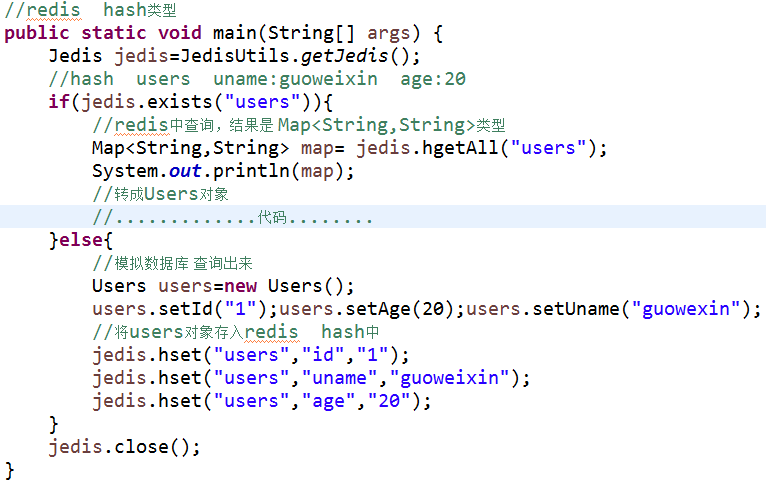 //redis  hash类型
public static void main(String[] args) {
    Jedis jedis=JedisUtils.getJedis();
    //hash  users  uname:guoweixin  age:20
    if(jedis.exists("users")){
        //redis中查询，结果是 Map<String,String>类型
        Map<String,String> map= jedis.hgetAll("users");
        System.out.println(map);
        //转成Users对象
        //.............代码........
    }else{
        //模拟数据库 查询出来
        Users users=new Users();
        users.setId("1");users.setAge(20);users.setUname("guowexin");
        //将users对象存入redis  hash中
        jedis.hset("users","id","1");
        jedis.hset("users","uname","guoweixin");
        jedis.hset("users","age","20");
    }
    jedis.close();
}